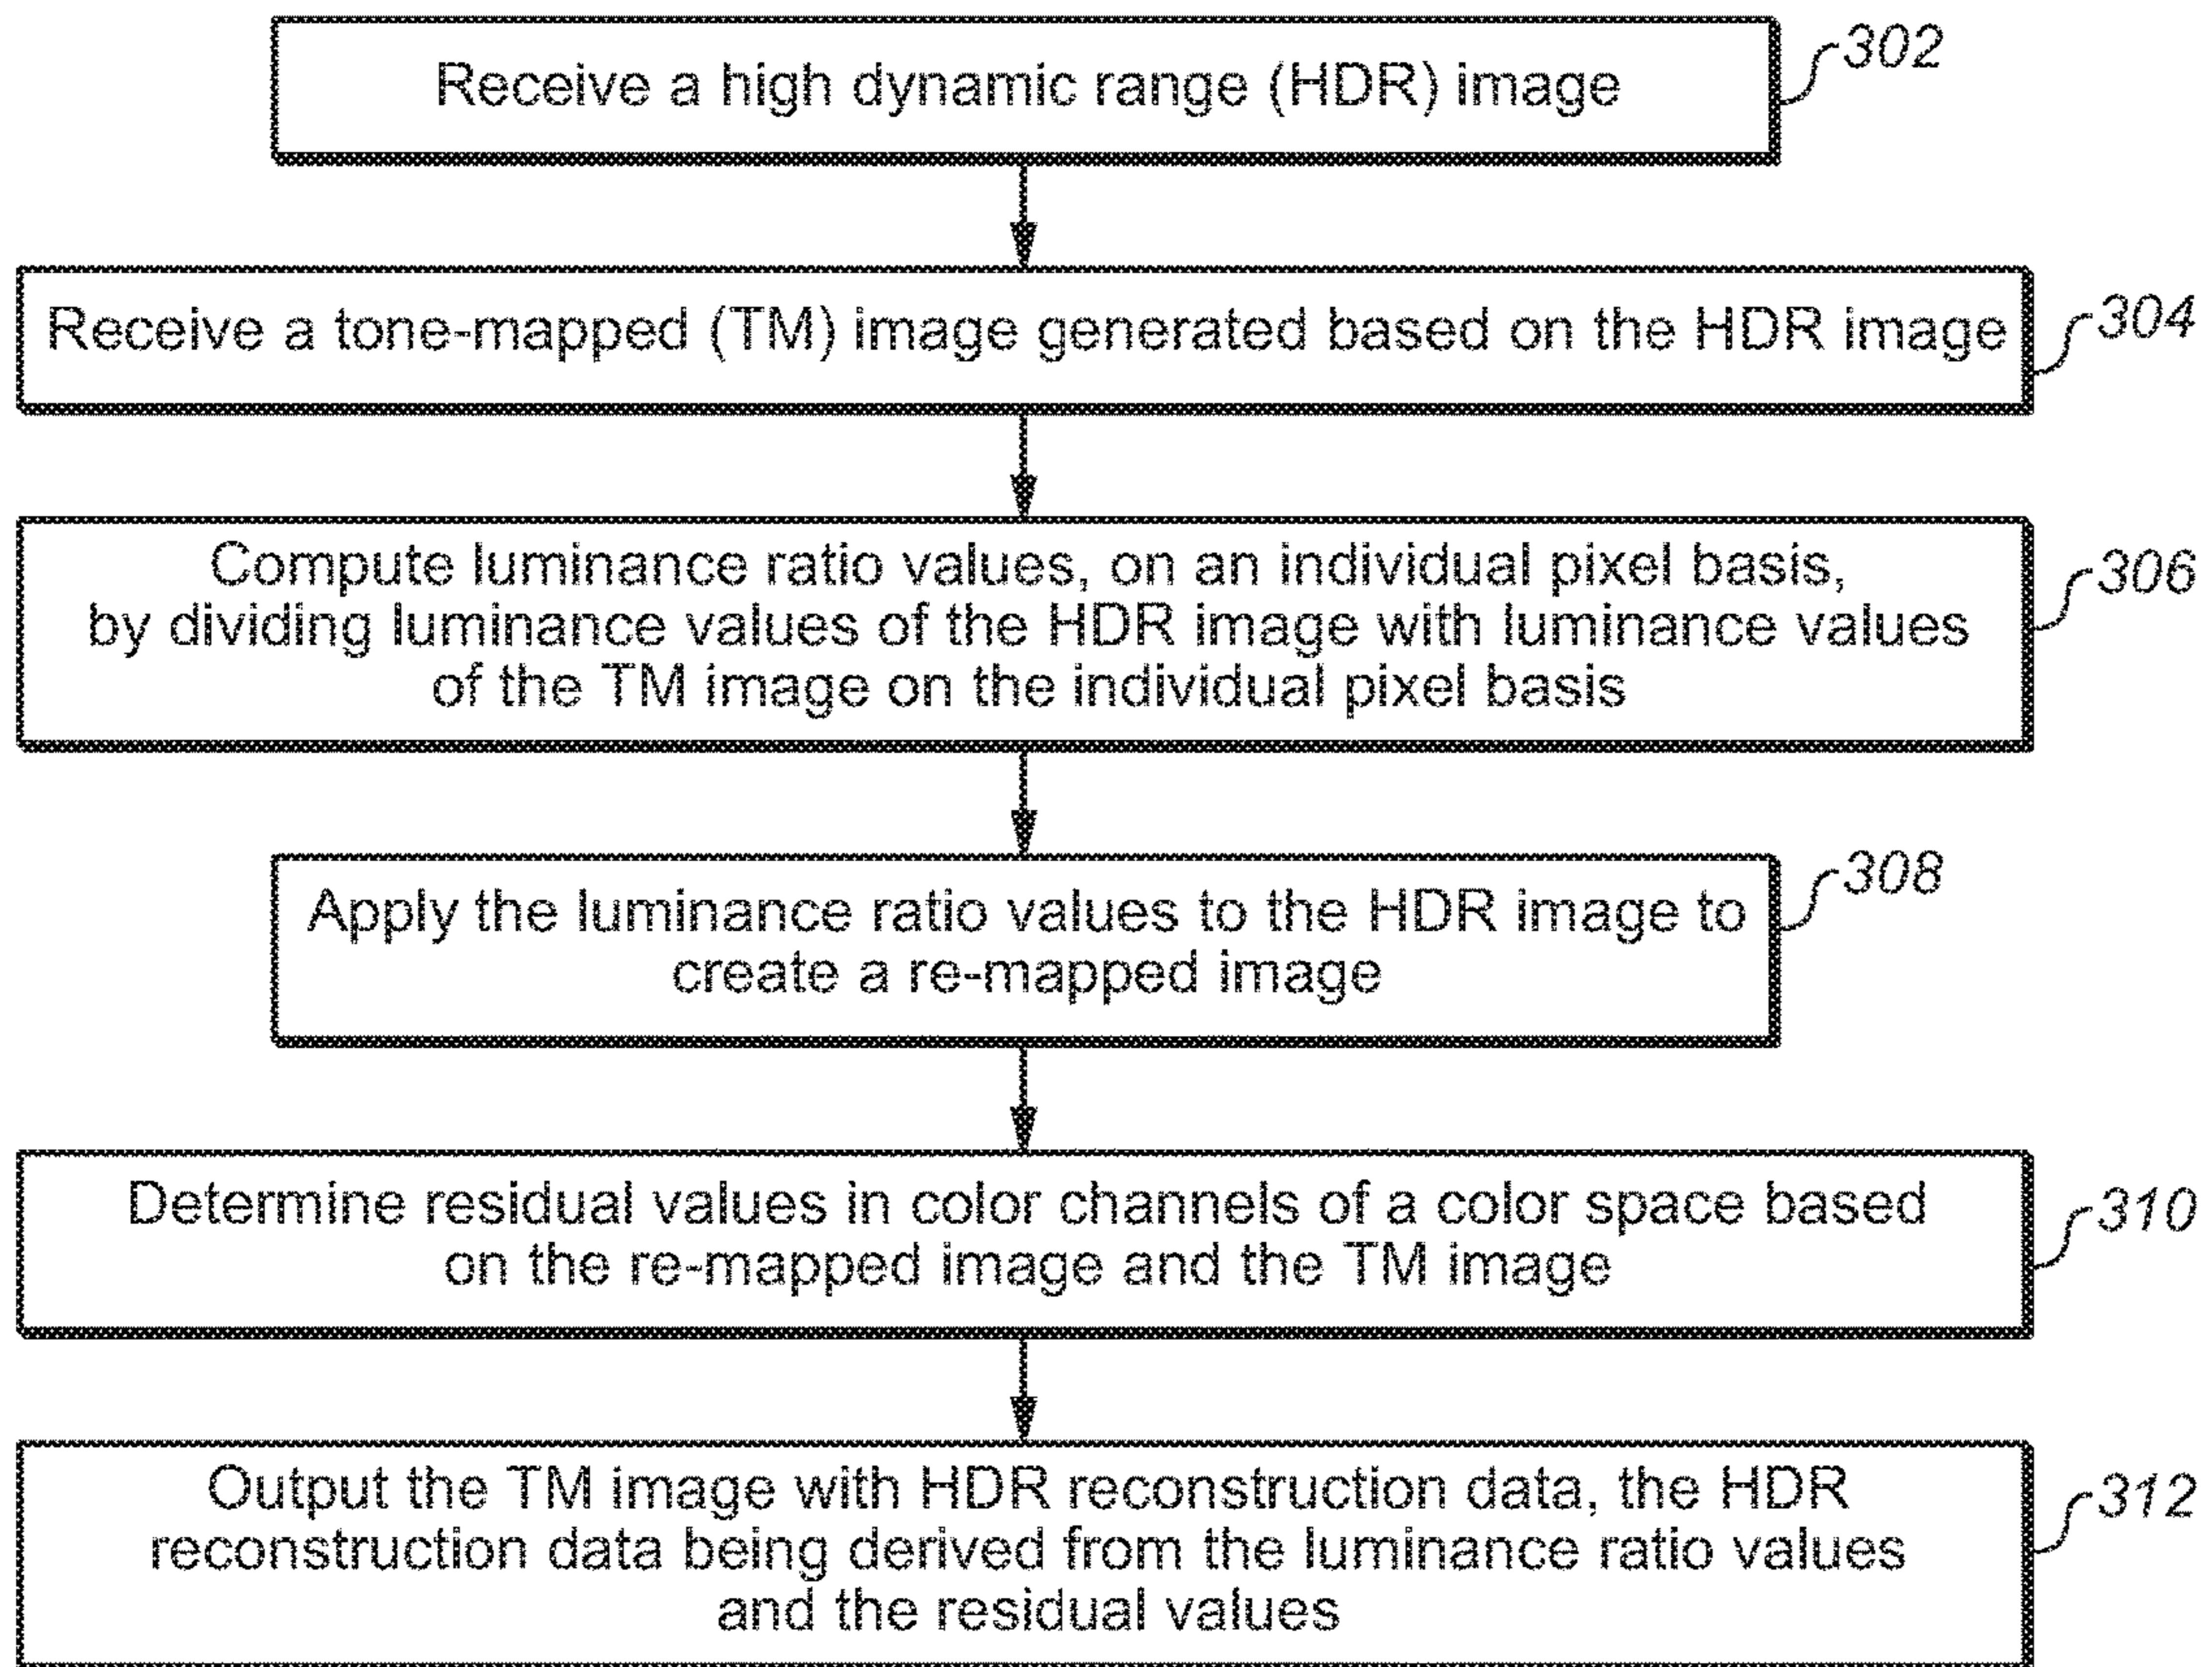 Receive a high dynamic range (HDR) image
302
Receive a tone-mapped (TM) image generated based on the HDR image
304
Compute luminance ratio values, on an individual pixel basis,
by dividing luminance values of the HDR image with luminance values
of the TM image on the individual pixel basis
306
Apply the luminance ratio values to the HDR image to
create a re-mapped image
308
Determine residual values in color channels of a color space based
on the re-mapped image and the TM image
310
Output the TM image with HDR reconstruction data, the HDR
reconstruction data being derived from the luminance ratio values
and the residual values
312